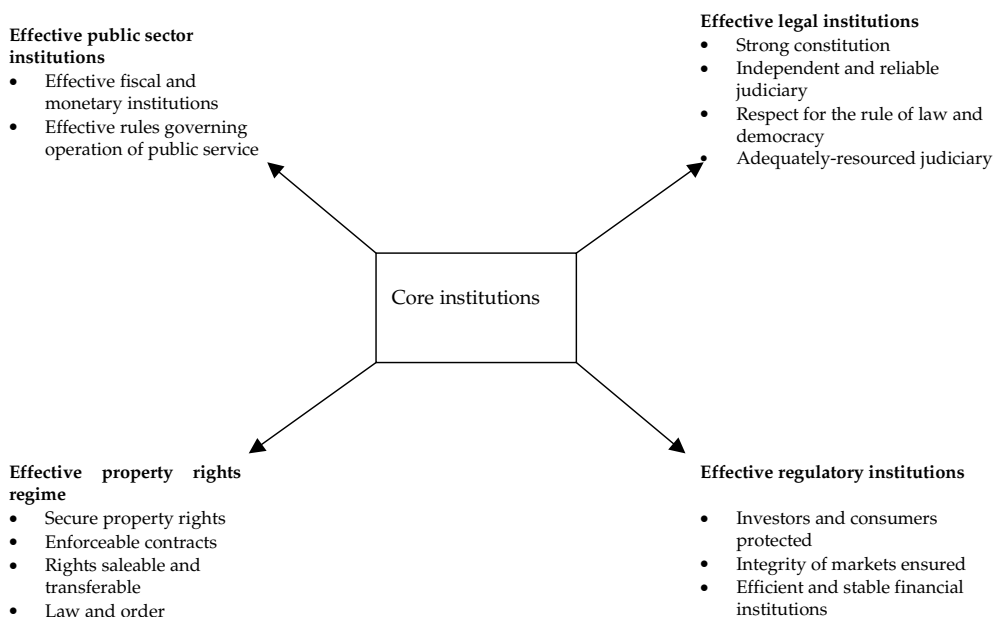 Effective public sector
institutions
• Effective fiscal and
monetary institutions
• Effective rules governing
operation of public service
Effective legal institutions
• Strong constitution
• Independent and reliable
judiciary
• Respect for the rule of law and
democracy
• Adequately-resourced judiciary
Core institutions
Effective property rights
regime
• Secure property rights
• Enforceable contracts
• Rights saleable and
transferable
• Law and order
Effective regulatory institutions
• Investors and consumers
protected
• Integrity of markets ensured
• Efficient and stable financial
institutions